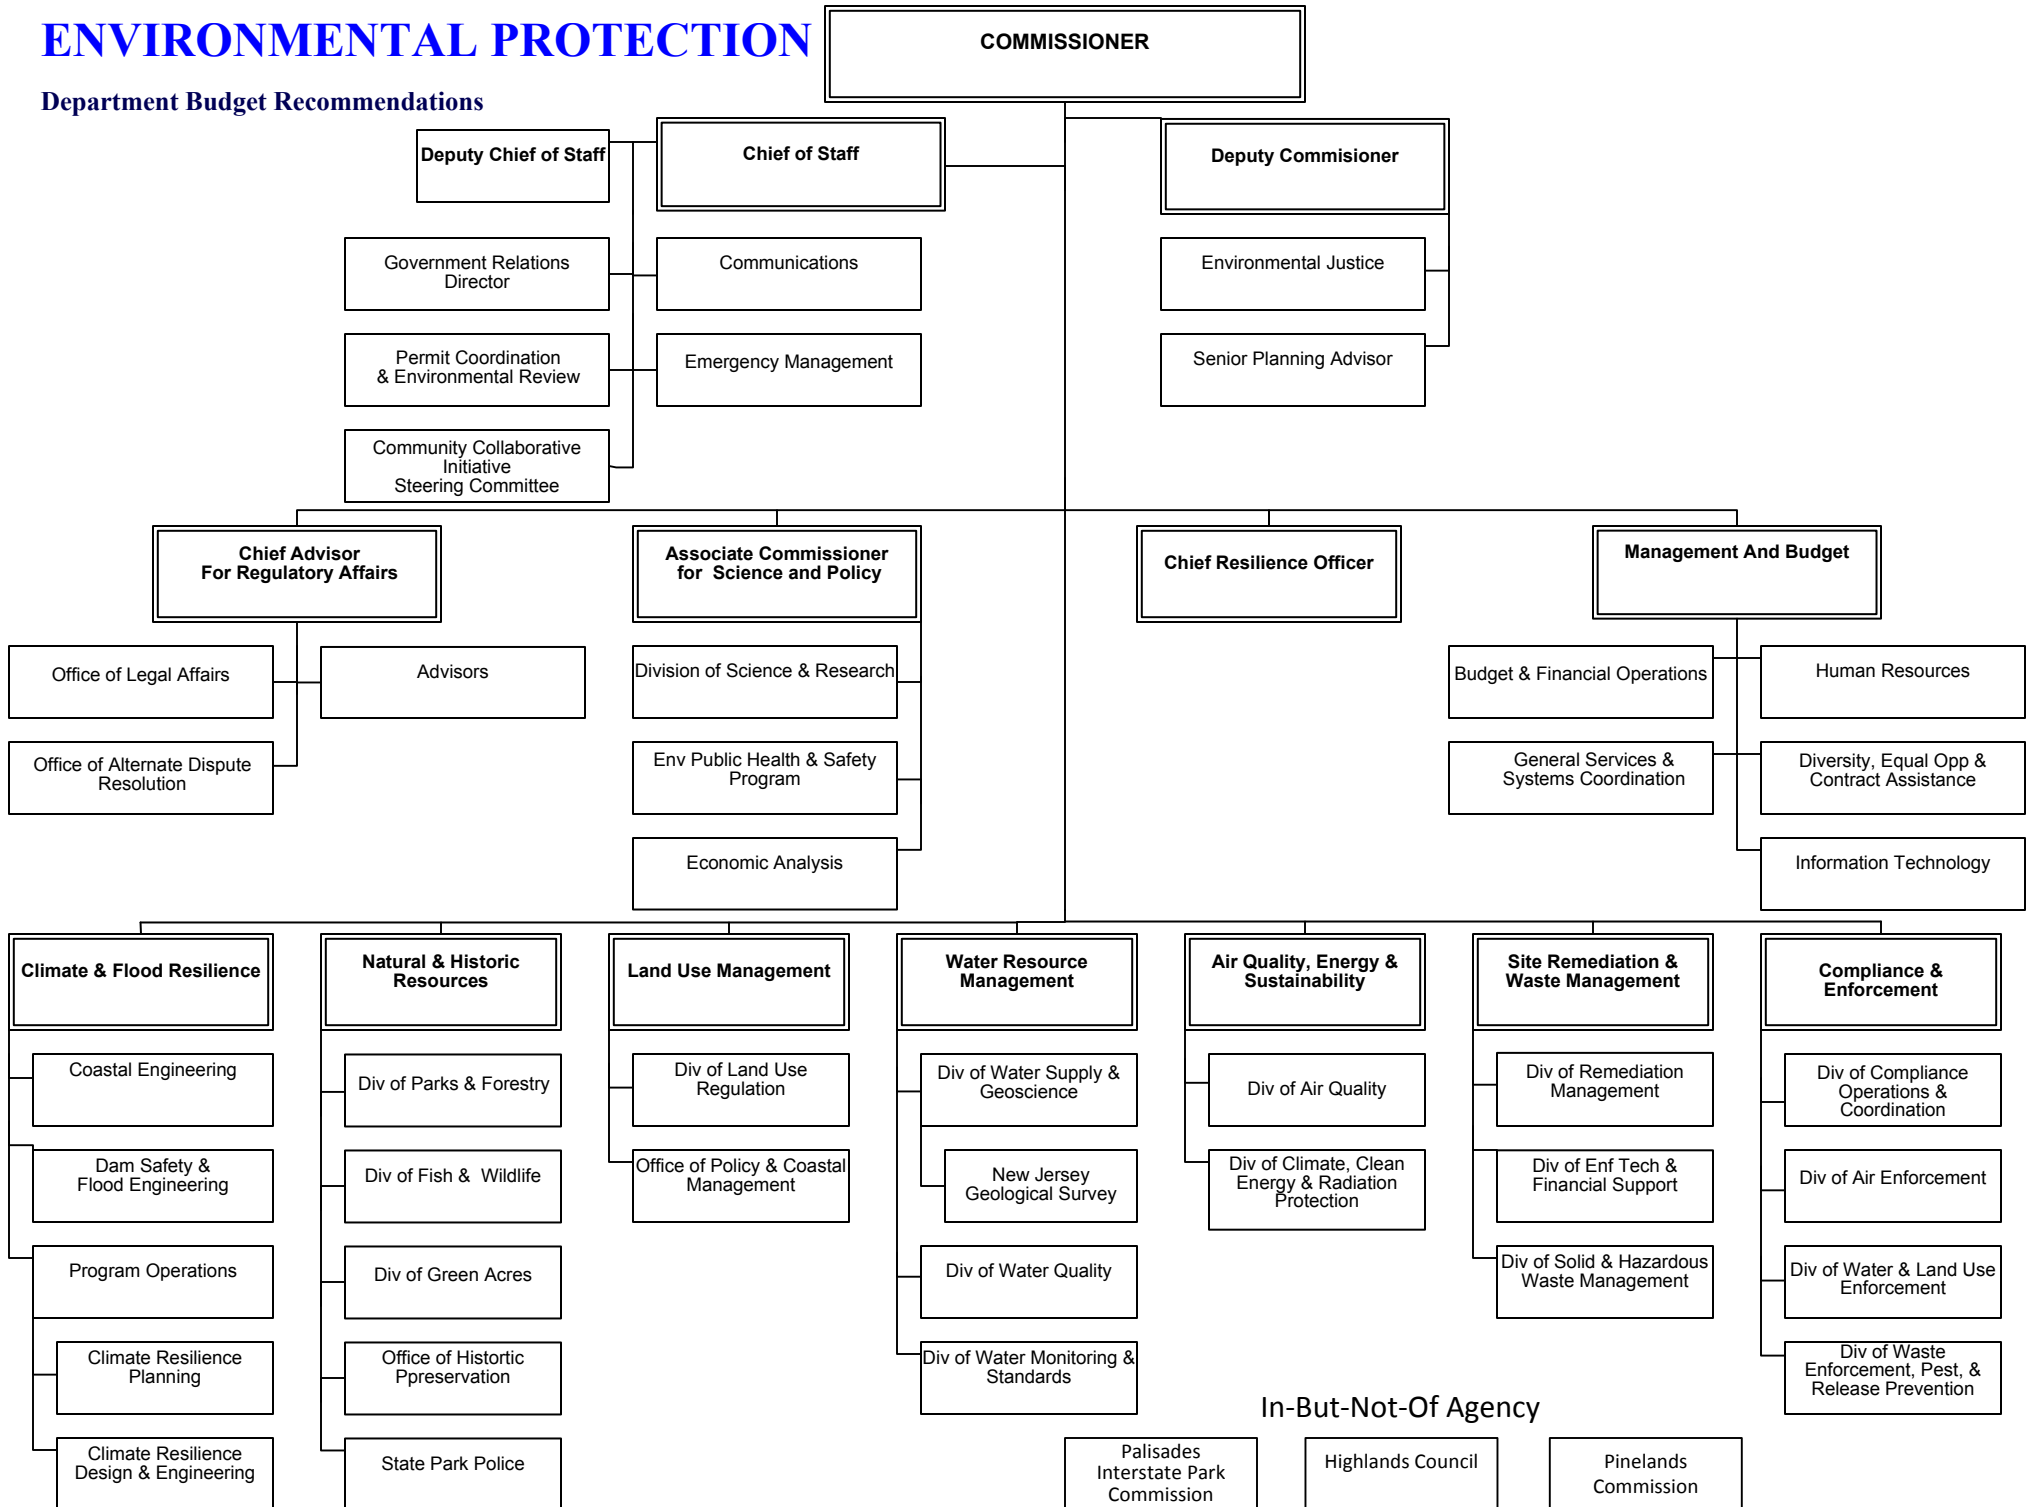 ENVIRONMENTAL PROTECTION
Department Budget Recommendations
COMMISSIONER
Deputy Chief of Staff
Chief of Staff
Deputy Commisioner
Government Relations
Director
Communications
Environmental Justice
Permit Coordination
& Environmental Review
Emergency Management
Senior Planning Advisor
Community Collaborative
Initiative
Steering Committee
Chief Advisor
For Regulatory Affairs
Associate Commissioner
for Science and Policy
Chief Resilience Officer
Management And Budget
Office of Legal Affairs
Advisors
Division of Science & Research
Budget & Financial Operations
Human Resources
Office of Alternate Dispute
Resolution
Env Public Health & Safety
Program
General Services &
Systems Coordination
Diversity, Equal Opp &
Contract Assistance
Economic Analysis
Information Technology
Climate & Flood Resilience
Natural & Historic
Resources
Land Use Management
Water Resource
Management
Air Quality, Energy &
Sustainability
Site Remediation &
Waste Management
Compliance &
Enforcement
Coastal Engineering
Div of Parks & Forestry
Div of Land Use
Regulation
Div of Water Supply &
Geoscience
Div of Air Quality
Div of Remediation
Management
Div of Compliance
Operations &
Coordination
Dam Safety &
Flood Engineering
Div of Fish & Wildlife
Office of Policy & Coastal
Management
New Jersey
Geological Survey
Div of Climate, Clean
Energy & Radiation
Protection
Div of Enf Tech &
Financial Support
Div of Air Enforcement
Program Operations
Div of Green Acres
Div of Water Quality
Div of Solid & Hazardous
Waste Management
Div of Water & Land Use
Enforcement
Climate Resilience
Planning
Office of Histortic
Ppreservation
Div of Water Monitoring &
Standards
Div of Waste
Enforcement, Pest, &
Release Prevention
Climate Resilience
Design & Engineering
State Park Police
In-But-Not-Of Agency
Palisades
Interstate Park
Commission
Highlands Council
Pinelands
Commission